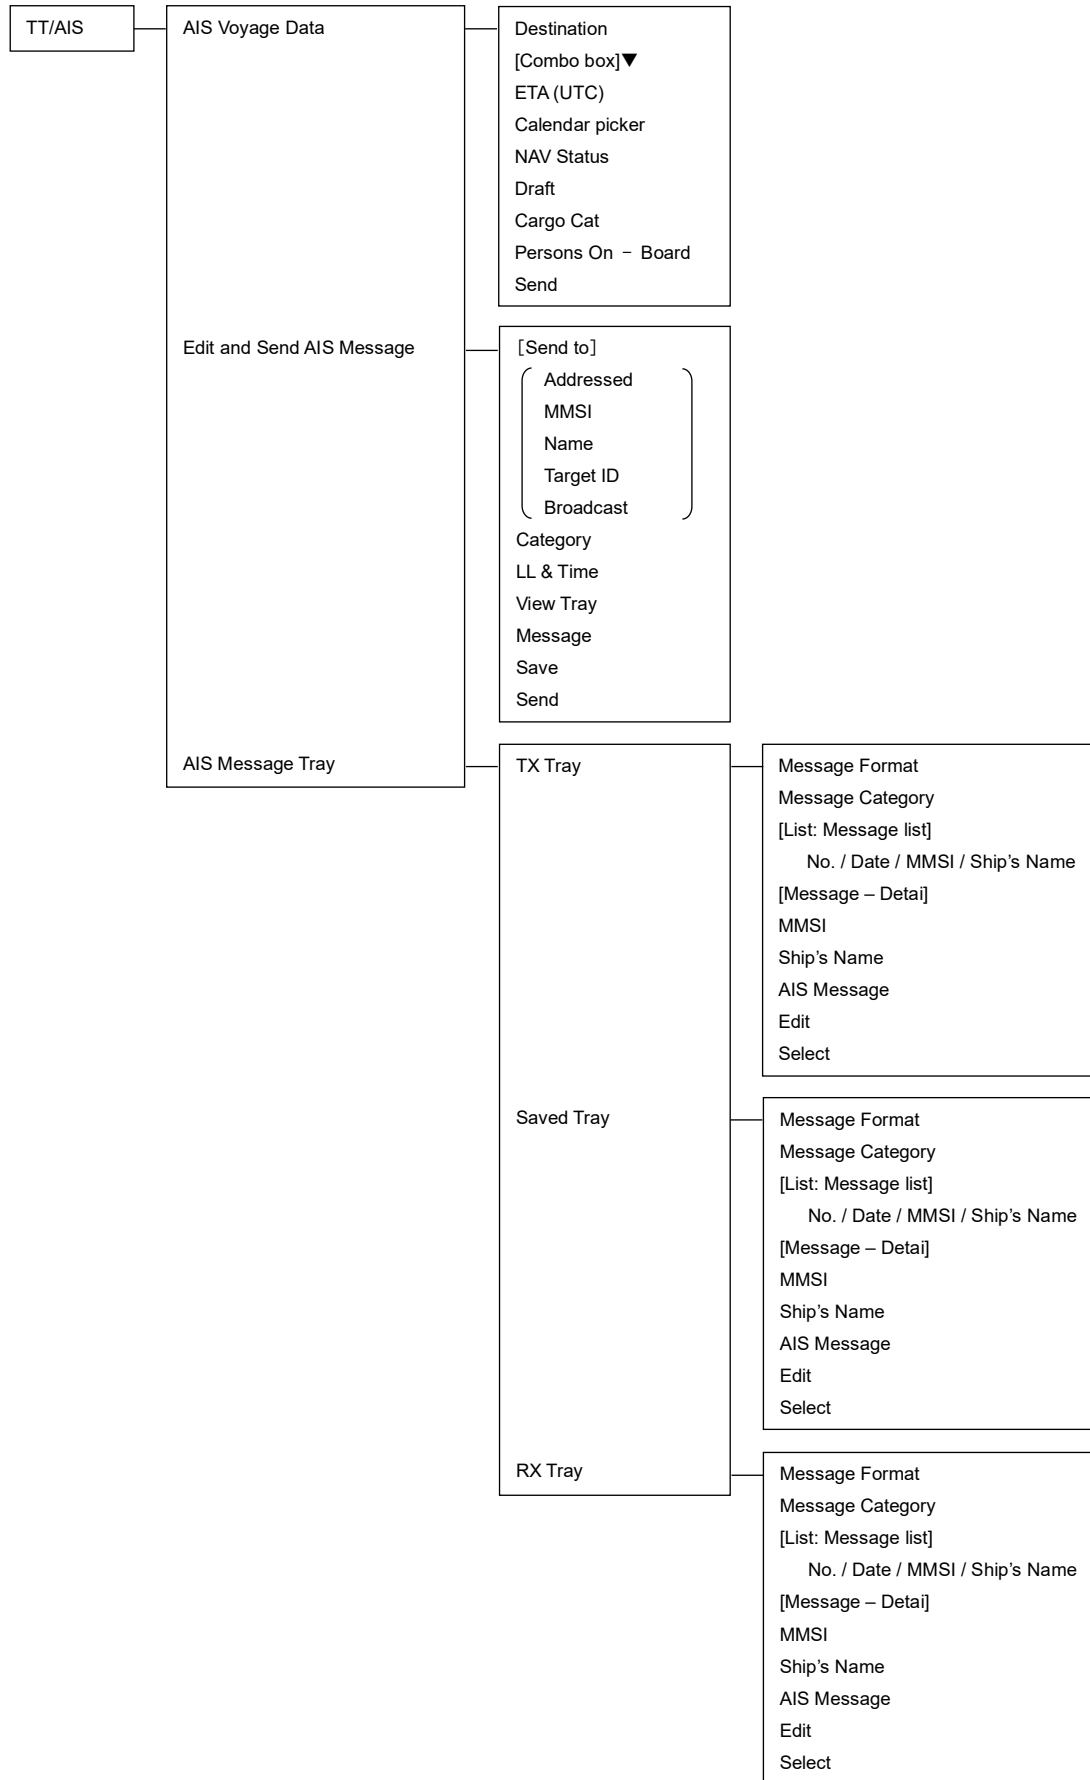 TT/AIS
AIS Voyage Data
Destination
[Combo box]▼
ETA (UTC)
Calendar picker
NAV Status
Draft
Cargo Cat
Persons On － Board
Send
Edit and Send AIS Message
［Send to］
Addressed
MMSI
Name
Target ID
Broadcast
Category
LL & Time
View Tray
Message
Save
Send
AIS Message Tray
TX Tray
Message Format
Message Category
[List: Message list]
No. / Date / MMSI / Ship’s Name
[Message – Detai]
MMSI
Ship’s Name
AIS Message
Edit
Select
Saved Tray
Message Format
Message Category
[List: Message list]
No. / Date / MMSI / Ship’s Name
[Message – Detai]
MMSI
Ship’s Name
AIS Message
Edit
Select
RX Tray
Message Format
Message Category
[List: Message list]
No. / Date / MMSI / Ship’s Name
[Message – Detai]
MMSI
Ship’s Name
AIS Message
Edit
Select